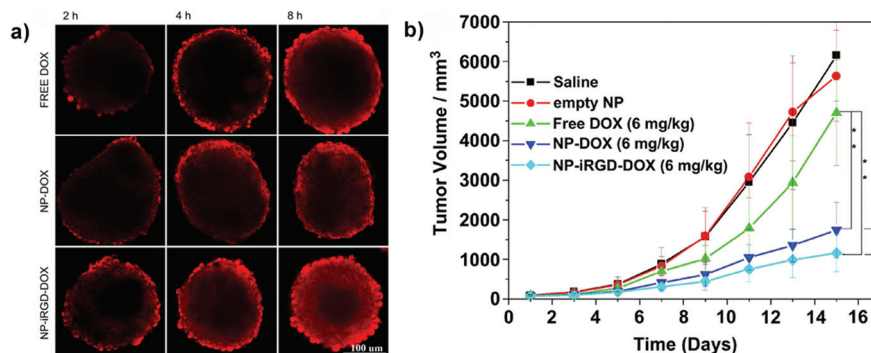 a)
2 h
4 h
8 h
FREE DOX
NP-DOX
NP-iRGD-DOX
100 um
b)
Tumor Volume / mm³
7000
6000
5000
4000
3000
2000
1000
0
Saline
empty NP
Free DOX (6 mg/kg)
NP-DOX (6 mg/kg)
NP-iRGD-DOX (6 mg/kg)
* *
* *
0 2 4 6 8 10 12 14 16
Time (Days)